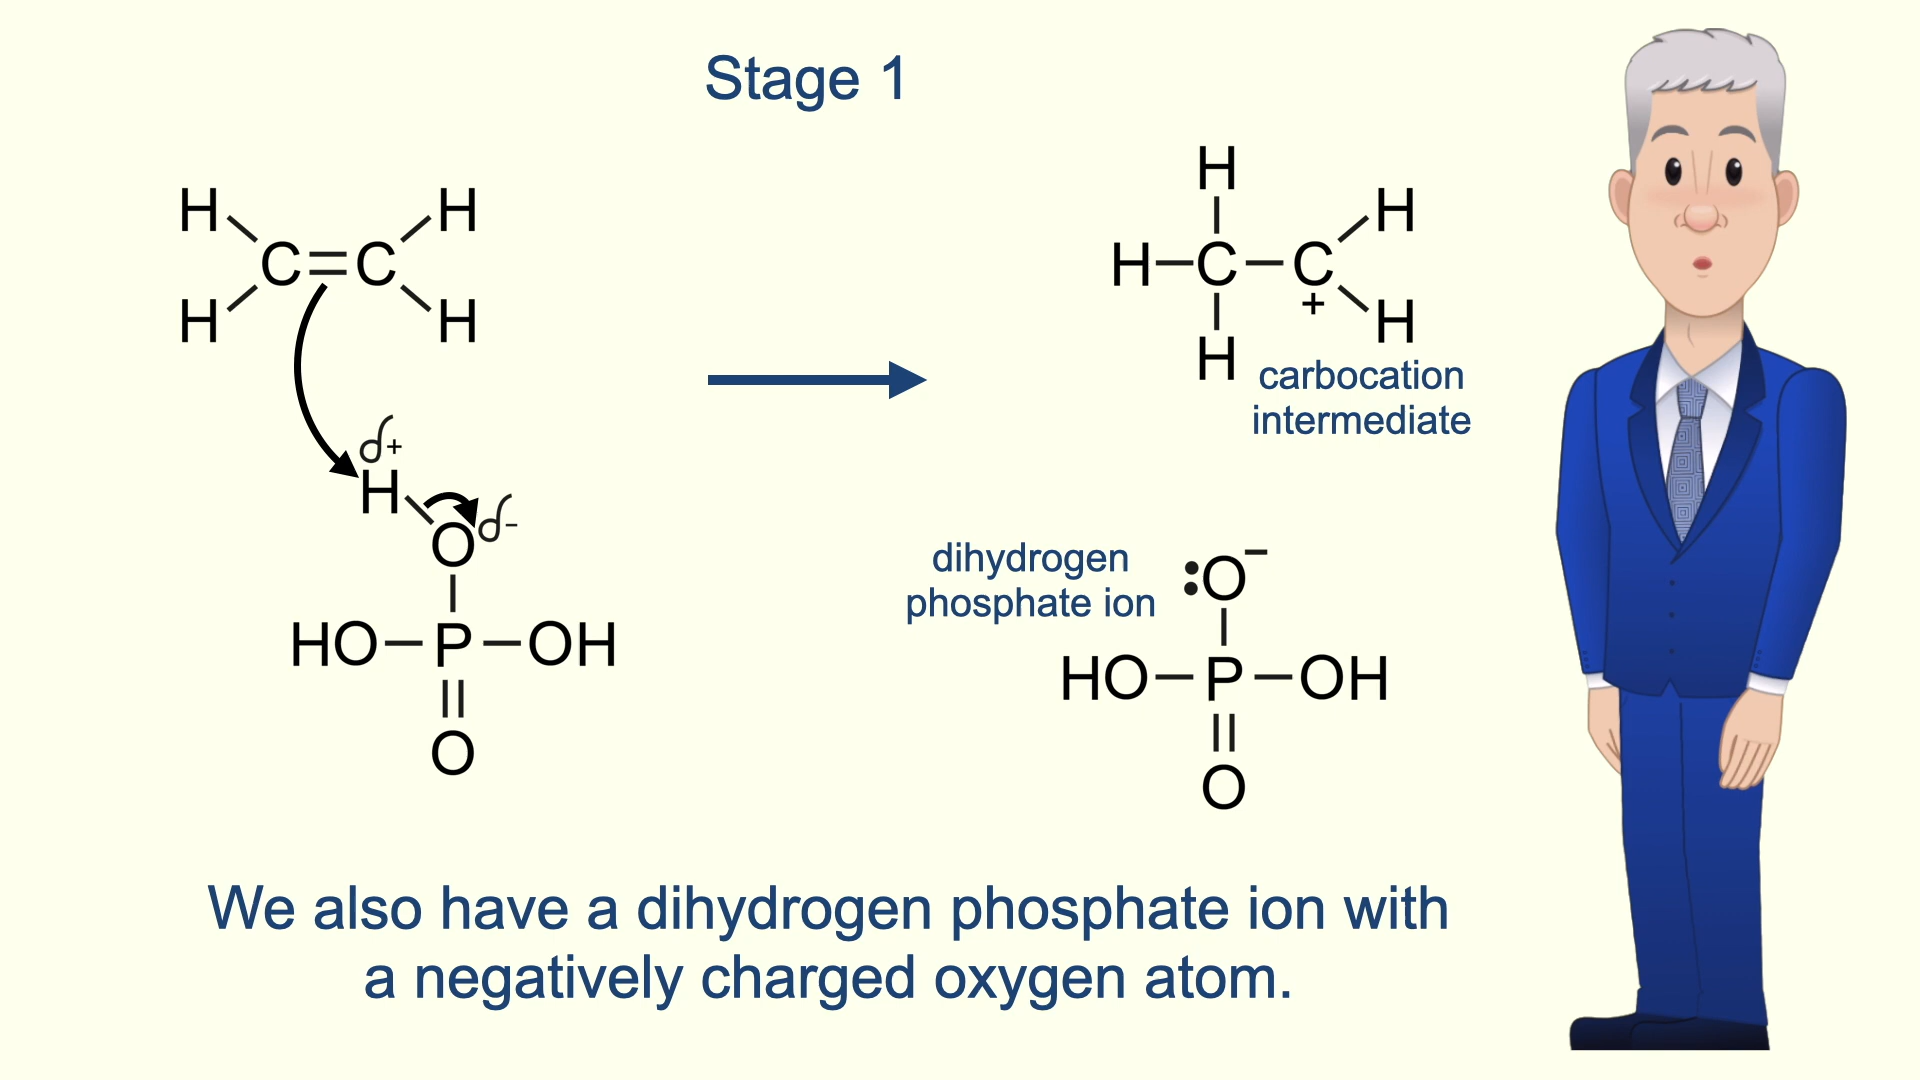 Stage 1
H H
C=C
H H
δ+
H
δ-
O
HO-P-OH
O
H
H
H-C-C
+
H
H
carbocation
intermediate
dihydrogen
phosphate ion
:O−
HO-P-OH
O
We also have a dihydrogen phosphate ion with
a negatively charged oxygen atom.